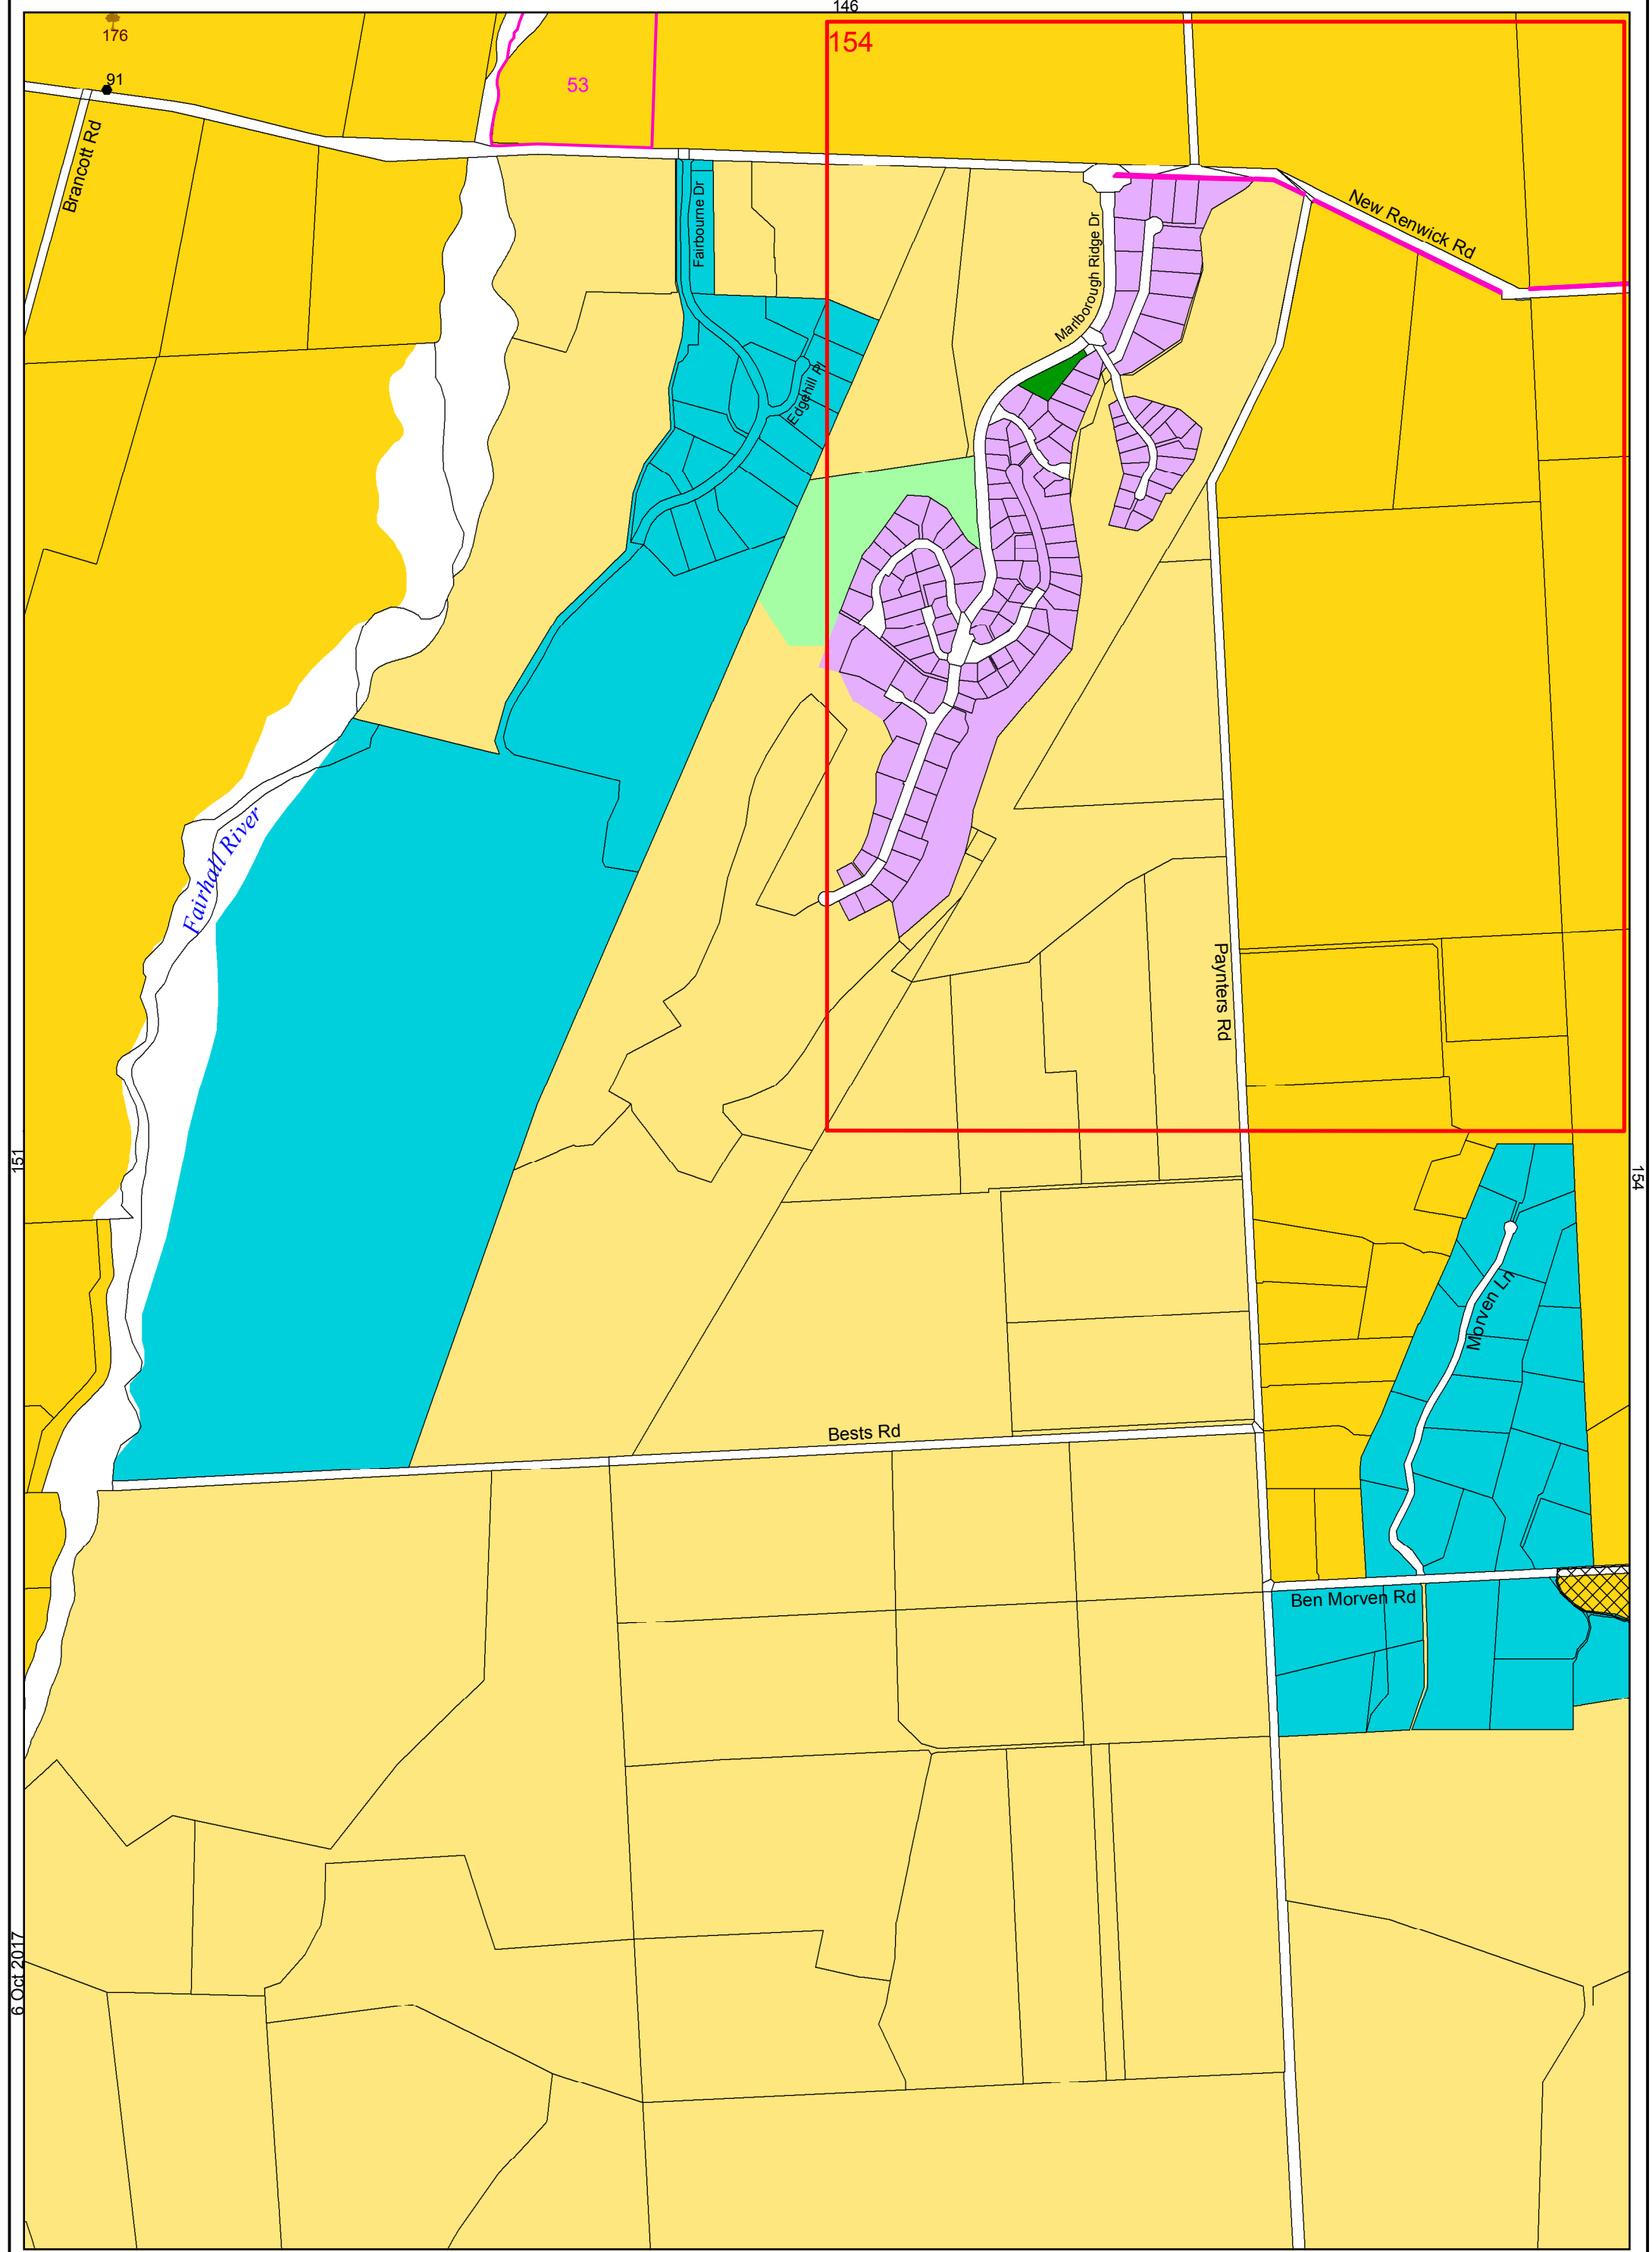 146
176
154
53
91
Brancott Rd
Fairbourne Dr
Marlborough Ridge Dr
New Renwick Rd
Edgehill Pl
Fairhall River
Paynters Rd
151
154
Morven Ln
Bests Rd
Ben Morven Rd
6 Oct 2017